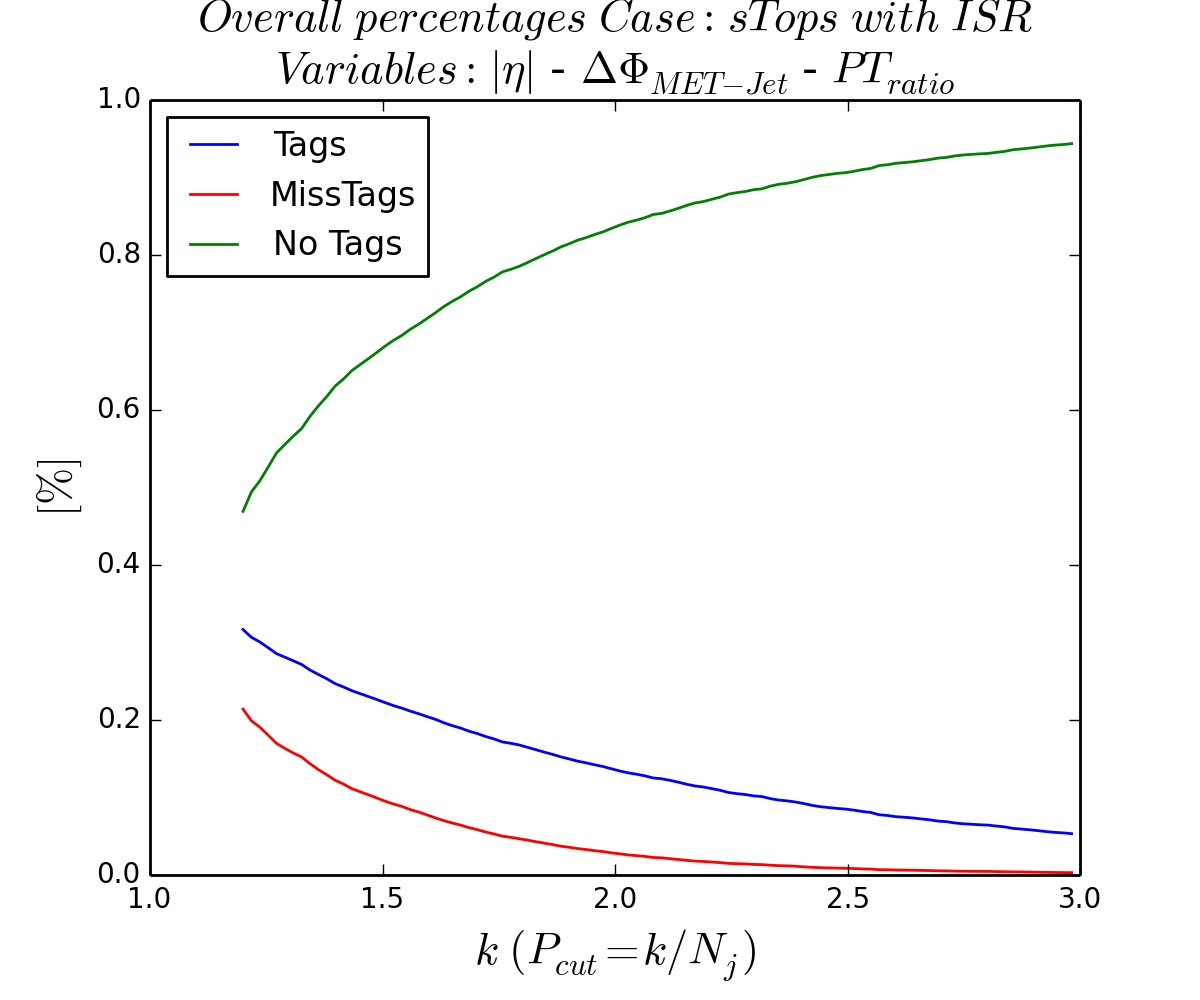 Overall percentages Case: sTops with ISR
Variables: |η| - ΔΦ_{MET−Jet} - PT_{ratio}
1.0
Tags
MissTags
No Tags
0.8
0.6
[%]
0.4
0.2
0.0
1.0 1.5 2.0 2.5 3.0
k (P_{cut}=k/N_j)